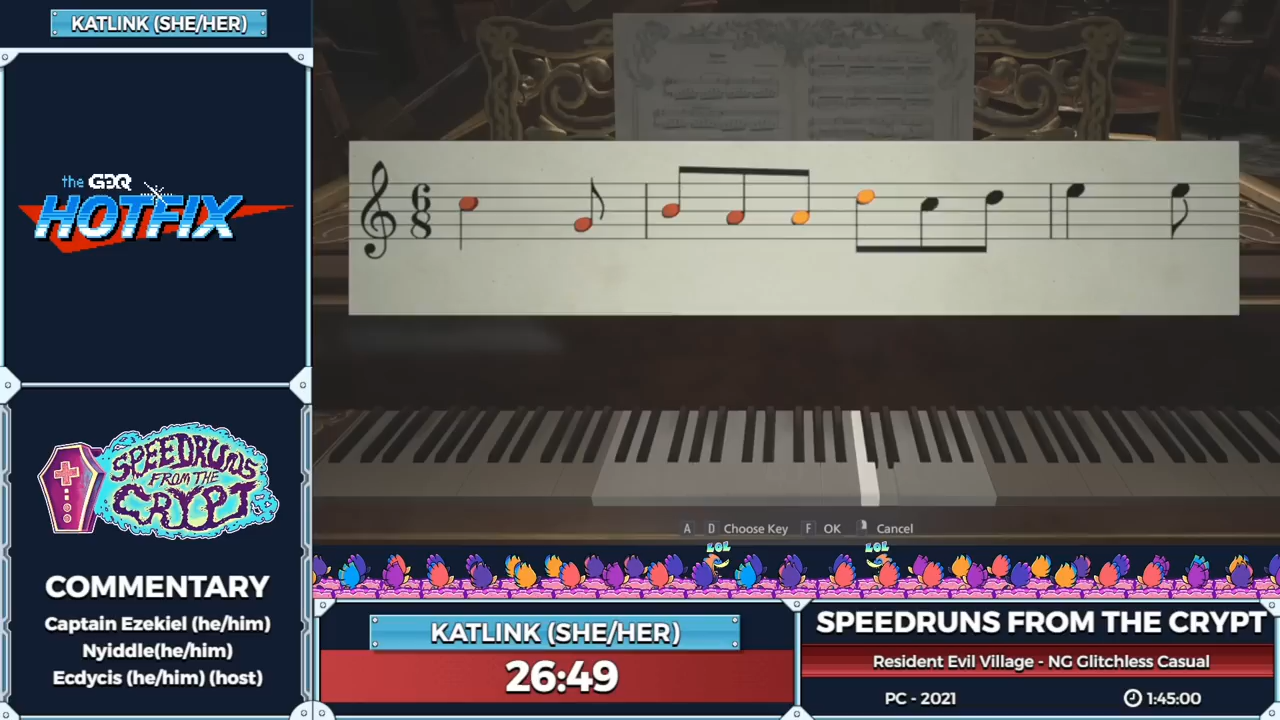 KATLINK (SHE/HER)
the GDQ
HOTFIX
6
8
A D Choose Key F OK Cancel
LOL LOL
SPEEDRUNS
FROM THE
CRYPT
COMMENTARY
Captain Ezekiel (he/him)
Nyiddle(he/him)
Ecdycis (he/him) (host)
KATLINK (SHE/HER)
26:49
SPEEDRUNS FROM THE CRYPT
Resident Evil Village - NG Glitchless Casual
PC - 2021 1:45:00